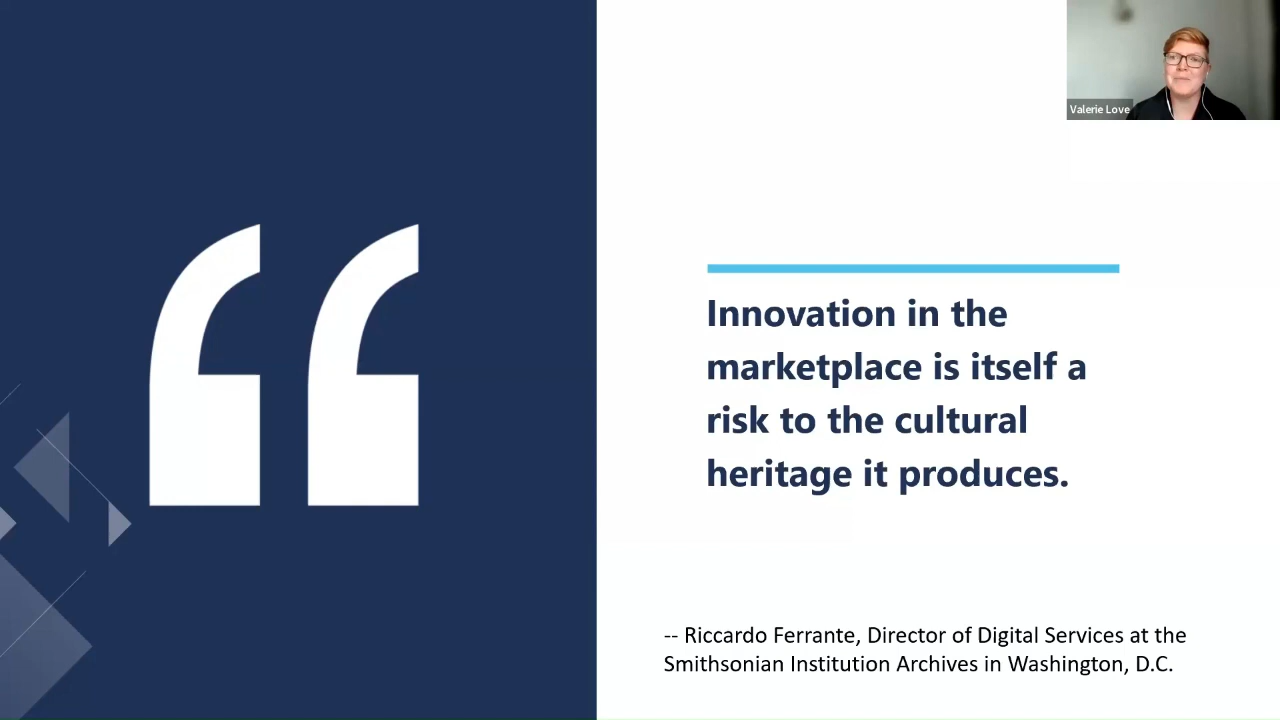 Valerie Love
“
Innovation in the
marketplace is itself a
risk to the cultural
heritage it produces.
-- Riccardo Ferrante, Director of Digital Services at the
Smithsonian Institution Archives in Washington, D.C.